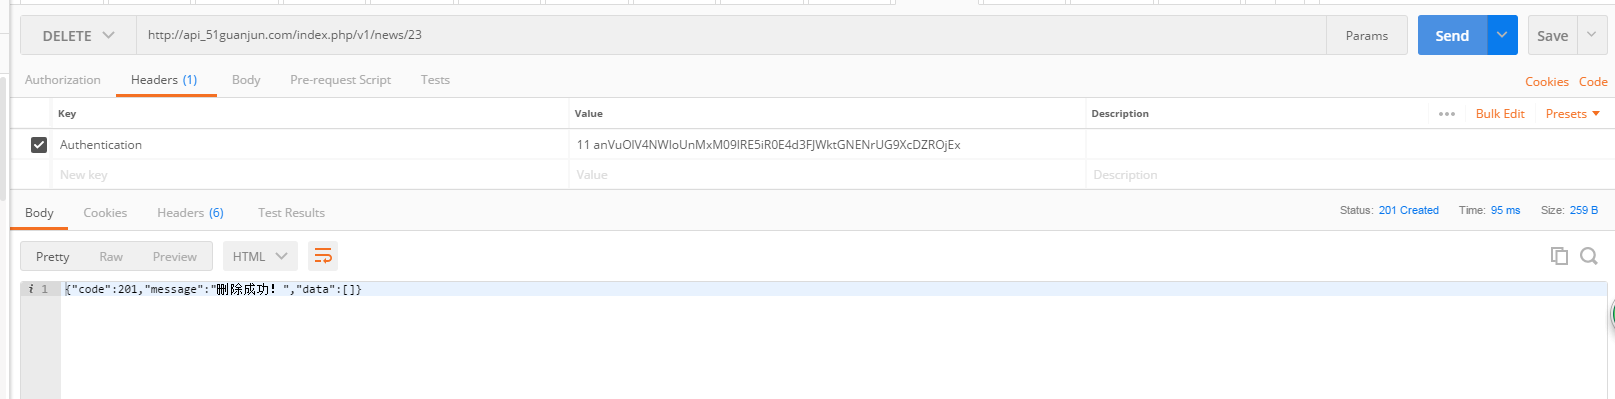 DELETE http://api_51guanjun.com/index.php/v1/news/23 Params Send Save
Authorization Headers (1) Body Pre-request Script Tests Cookies Code
Key Value Description ••• Bulk Edit Presets
Authentication 11 anVuOlV4NWloUnMxM09lRE5iR0E4d3FJWktGNENrUG9XcDZROjEx
New key Value Description
Body Cookies Headers (6) Test Results Status: 201 Created Time: 95 ms Size: 259 B
Pretty Raw Preview HTML
i 1 {"code":201,"message":"删除成功! ","data":[]}